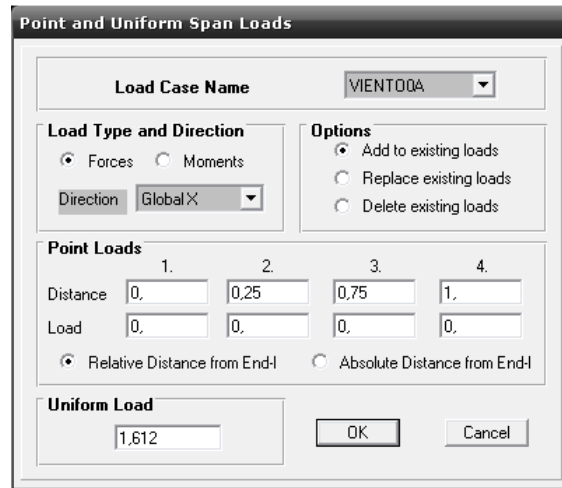 Point and Uniform Span Loads
Load Case Name VIENTO0A
Load Type and Direction
Forces Moments
Direction Global X
Options
Add to existing loads
Replace existing loads
Delete existing loads
Point Loads
1. 2. 3. 4.
Distance 0, 0,25 0,75 1,
Load 0, 0, 0, 0,
Relative Distance from End-I Absolute Distance from End-I
Uniform Load
1,612
OK Cancel